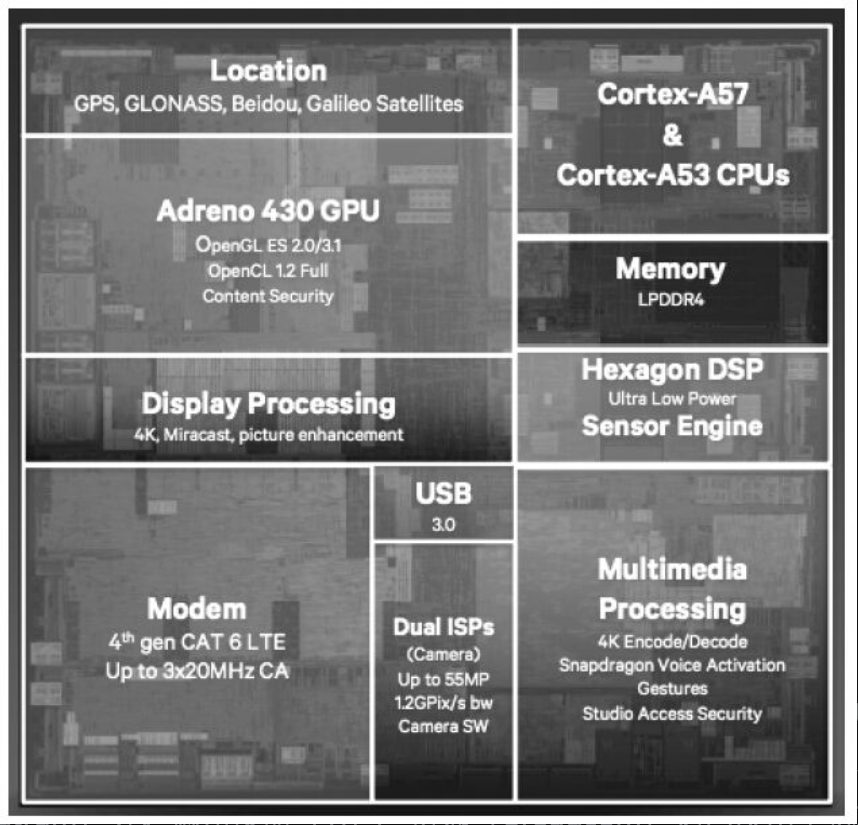 Location
GPS, GLONASS, Beidou, Galileo Satellites
Adreno 430 GPU
OpenGL ES 2.0/3.1
OpenCL 1.2 Full
Content Security
Display Processing
4K, Miracast, picture enhancement
Cortex-A57
&
Cortex-A53 CPUs
Memory
LPDDR4
Hexagon DSP
Ultra Low Power
Sensor Engine
Modem
4th gen CAT 6 LTE
Up to 3x20MHz CA
USB
3.0
Dual ISPs
(Camera)
Up to 55MP
1.2GPix/s bw
Camera SW
Multimedia
Processing
4K Encode/Decode
Snapdragon Voice Activation
Gestures
Studio Access Security